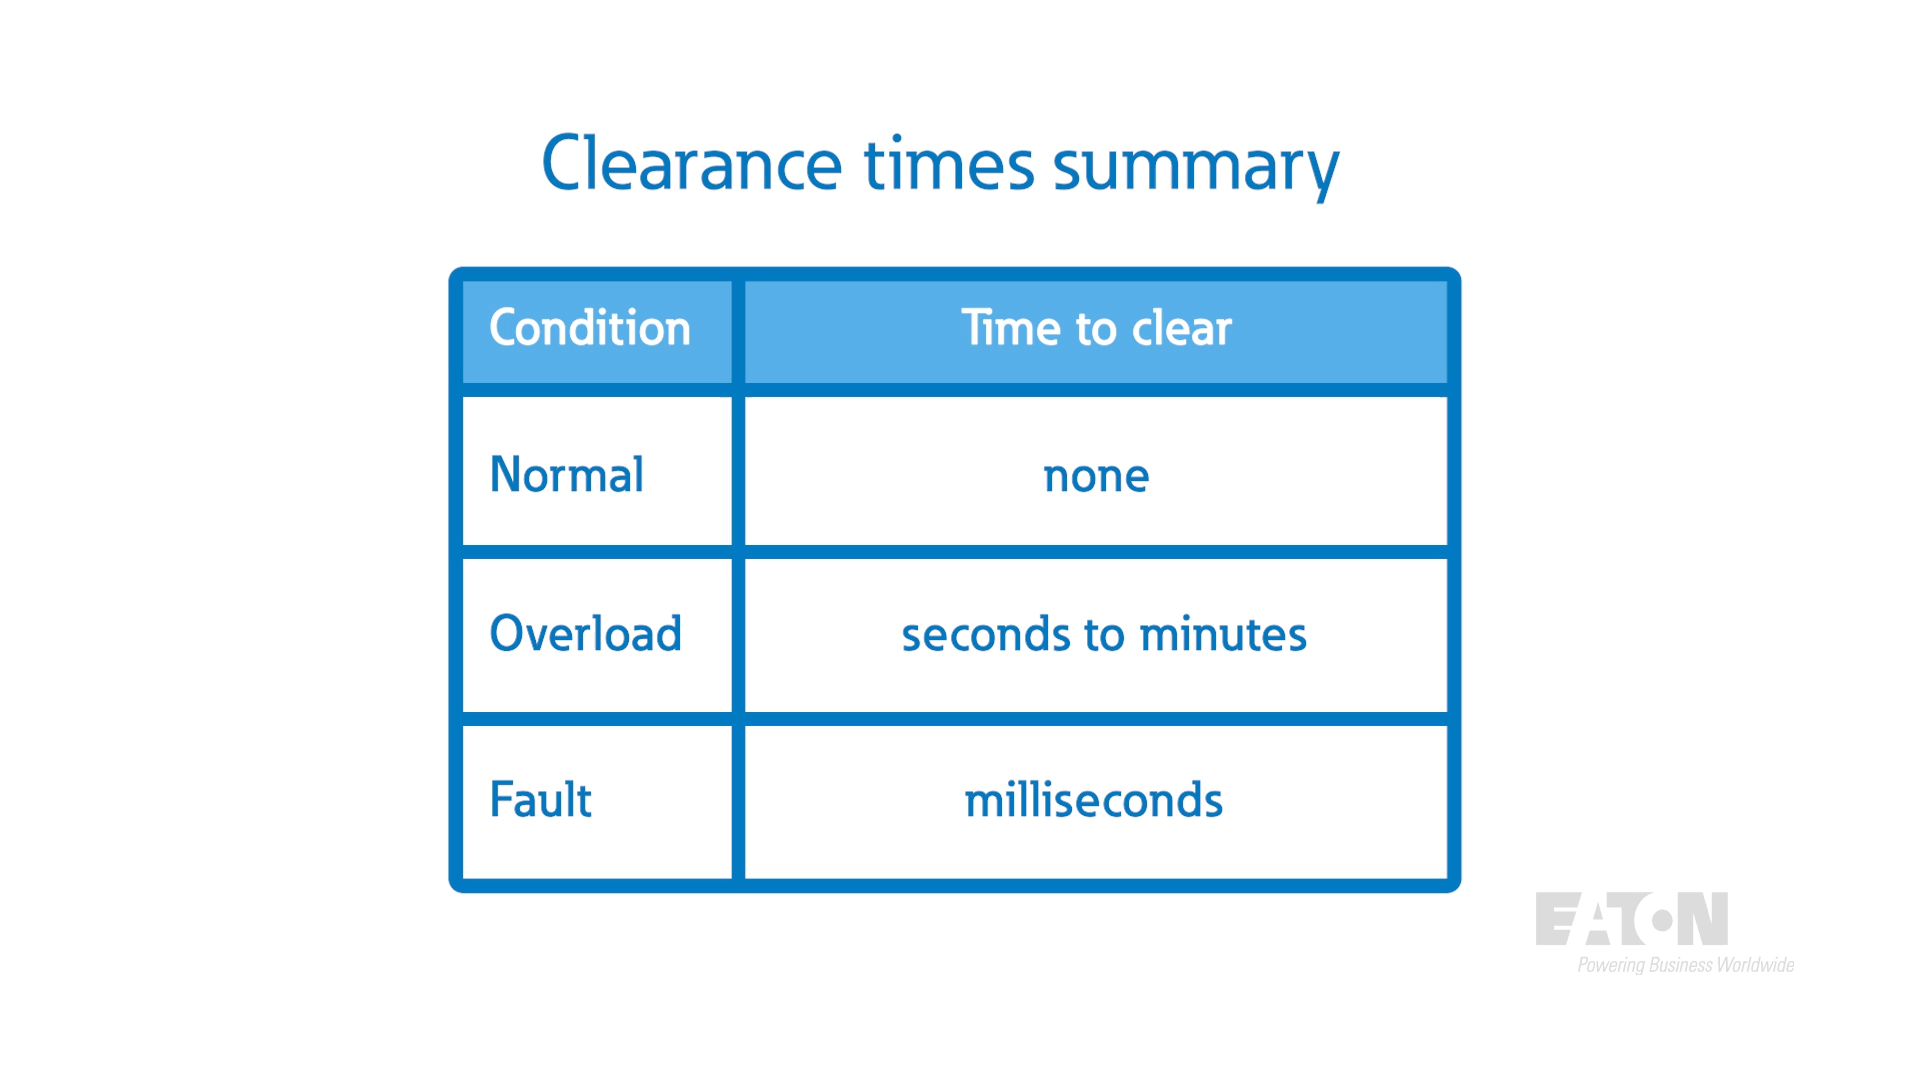 Clearance times summary
Condition Time to clear
Normal none
Overload seconds to minutes
Fault milliseconds
EATON
Powering Business Worldwide